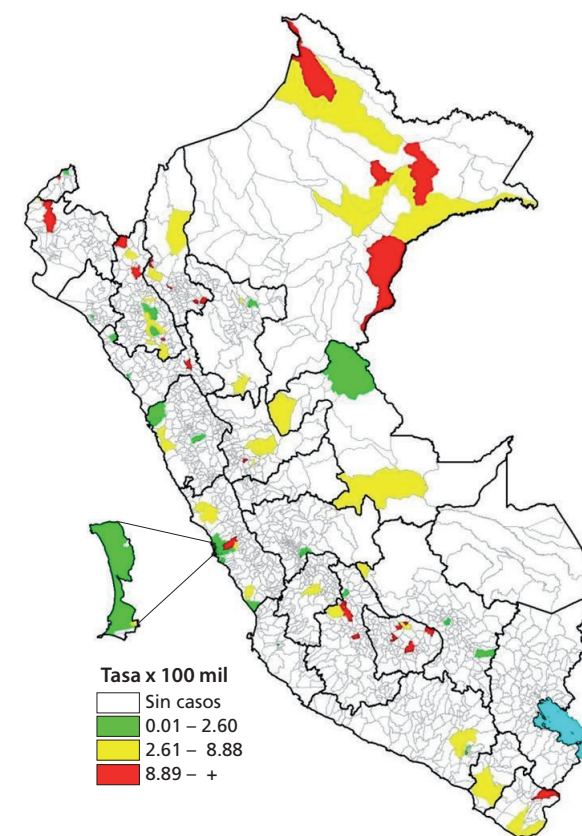 Tasa x 100 mil
Sin casos
0.01 – 2.60
2.61 – 8.88
8.89 – +